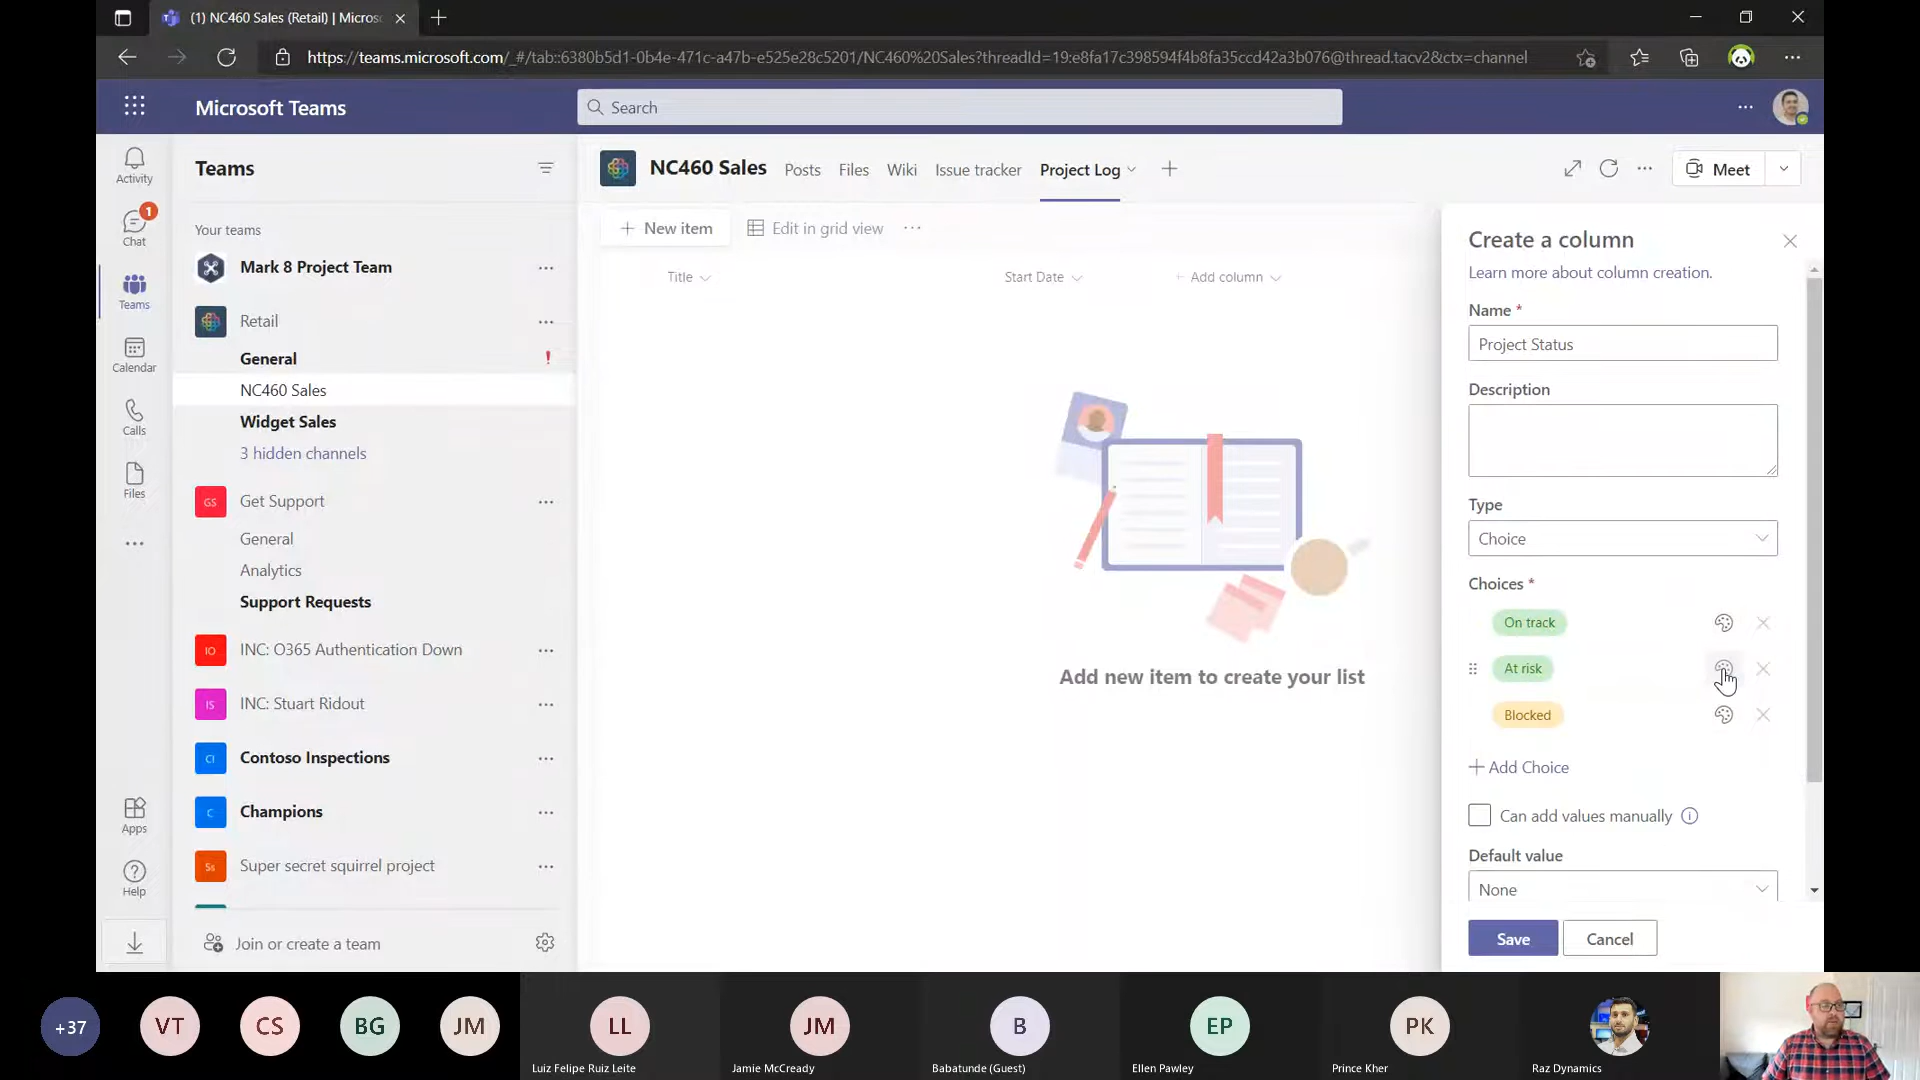 (1) NC460 Sales (Retail) | Micros
https://teams.microsoft.com/_#/tab::6380b5d1-0b4e-471c-a47b-e525e28c5201/NC460%20Sales?threadId=19:e8fa17c398594f4b8fa35ccd42a3b076@thread.tacv2&ctx=channel
Microsoft Teams
Search
Activity
Chat
1
Teams
Calendar
Calls
Files
Apps
Help
Teams
Your teams
Mark 8 Project Team
Retail
General
NC460 Sales
Widget Sales
3 hidden channels
GS Get Support
General
Analytics
Support Requests
IO INC: O365 Authentication Down
IS INC: Stuart Ridout
CI Contoso Inspections
C Champions
Ss Super secret squirrel project
Join or create a team
NC460 Sales Posts Files Wiki Issue tracker Project Log
Meet
New item Edit in grid view
Title Start Date + Add column
Add new item to create your list
Create a column
Learn more about column creation.
Name *
Project Status
Description
Type
Choice
Choices *
On track
At risk
Blocked
+ Add Choice
Can add values manually
Default value
None
Save Cancel
+37 VT CS BG JM LL JM B EP PK
Luiz Felipe Ruiz Leite Jamie McCready Babatunde (Guest) Ellen Pawley Prince Kher Raz Dynamics